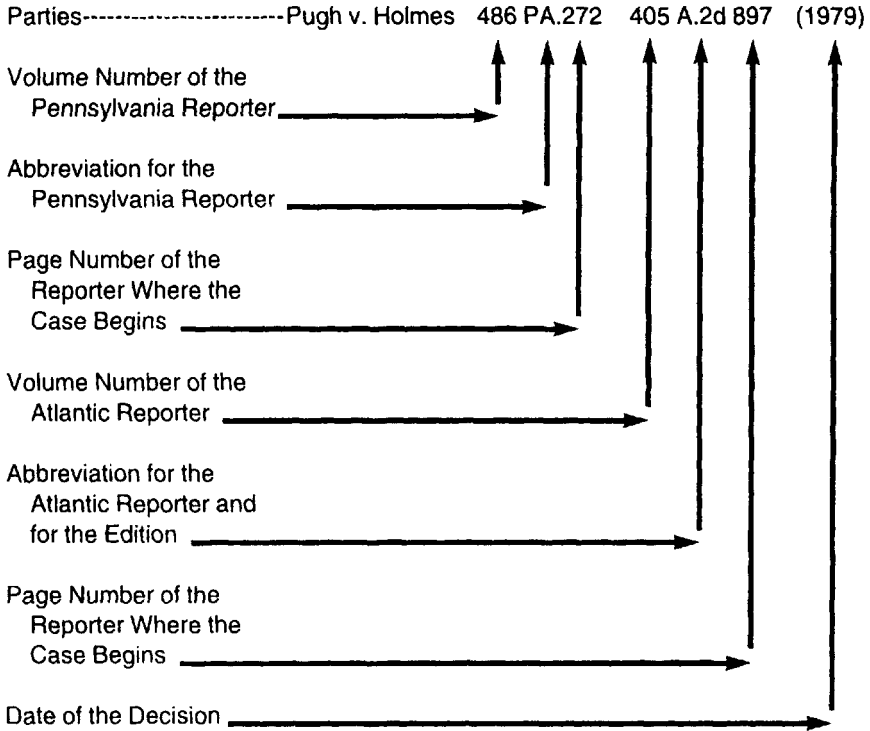 Parties------------------------Pugh v. Holmes 486 PA.272 405 A.2d 897 (1979)
Volume Number of the
Pennsylvania Reporter
Abbreviation for the
Pennsylvania Reporter
Page Number of the
Reporter Where the
Case Begins
Volume Number of the
Atlantic Reporter
Abbreviation for the
Atlantic Reporter and
for the Edition
Page Number of the
Reporter Where the
Case Begins
Date of the Decision